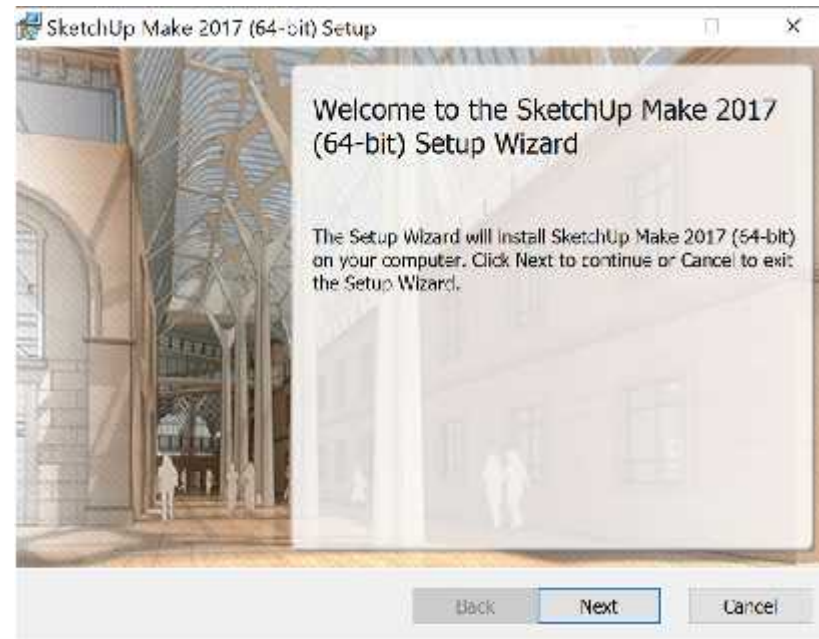 SketchUp Make 2017 (64-bit) Setup
Welcome to the SketchUp Make 2017
(64-bit) Setup Wizard
The Setup Wizard will install SketchUp Make 2017 (64-bit)
on your computer. Click Next to continue or Cancel to exit
the Setup Wizard.
Back Next Cancel